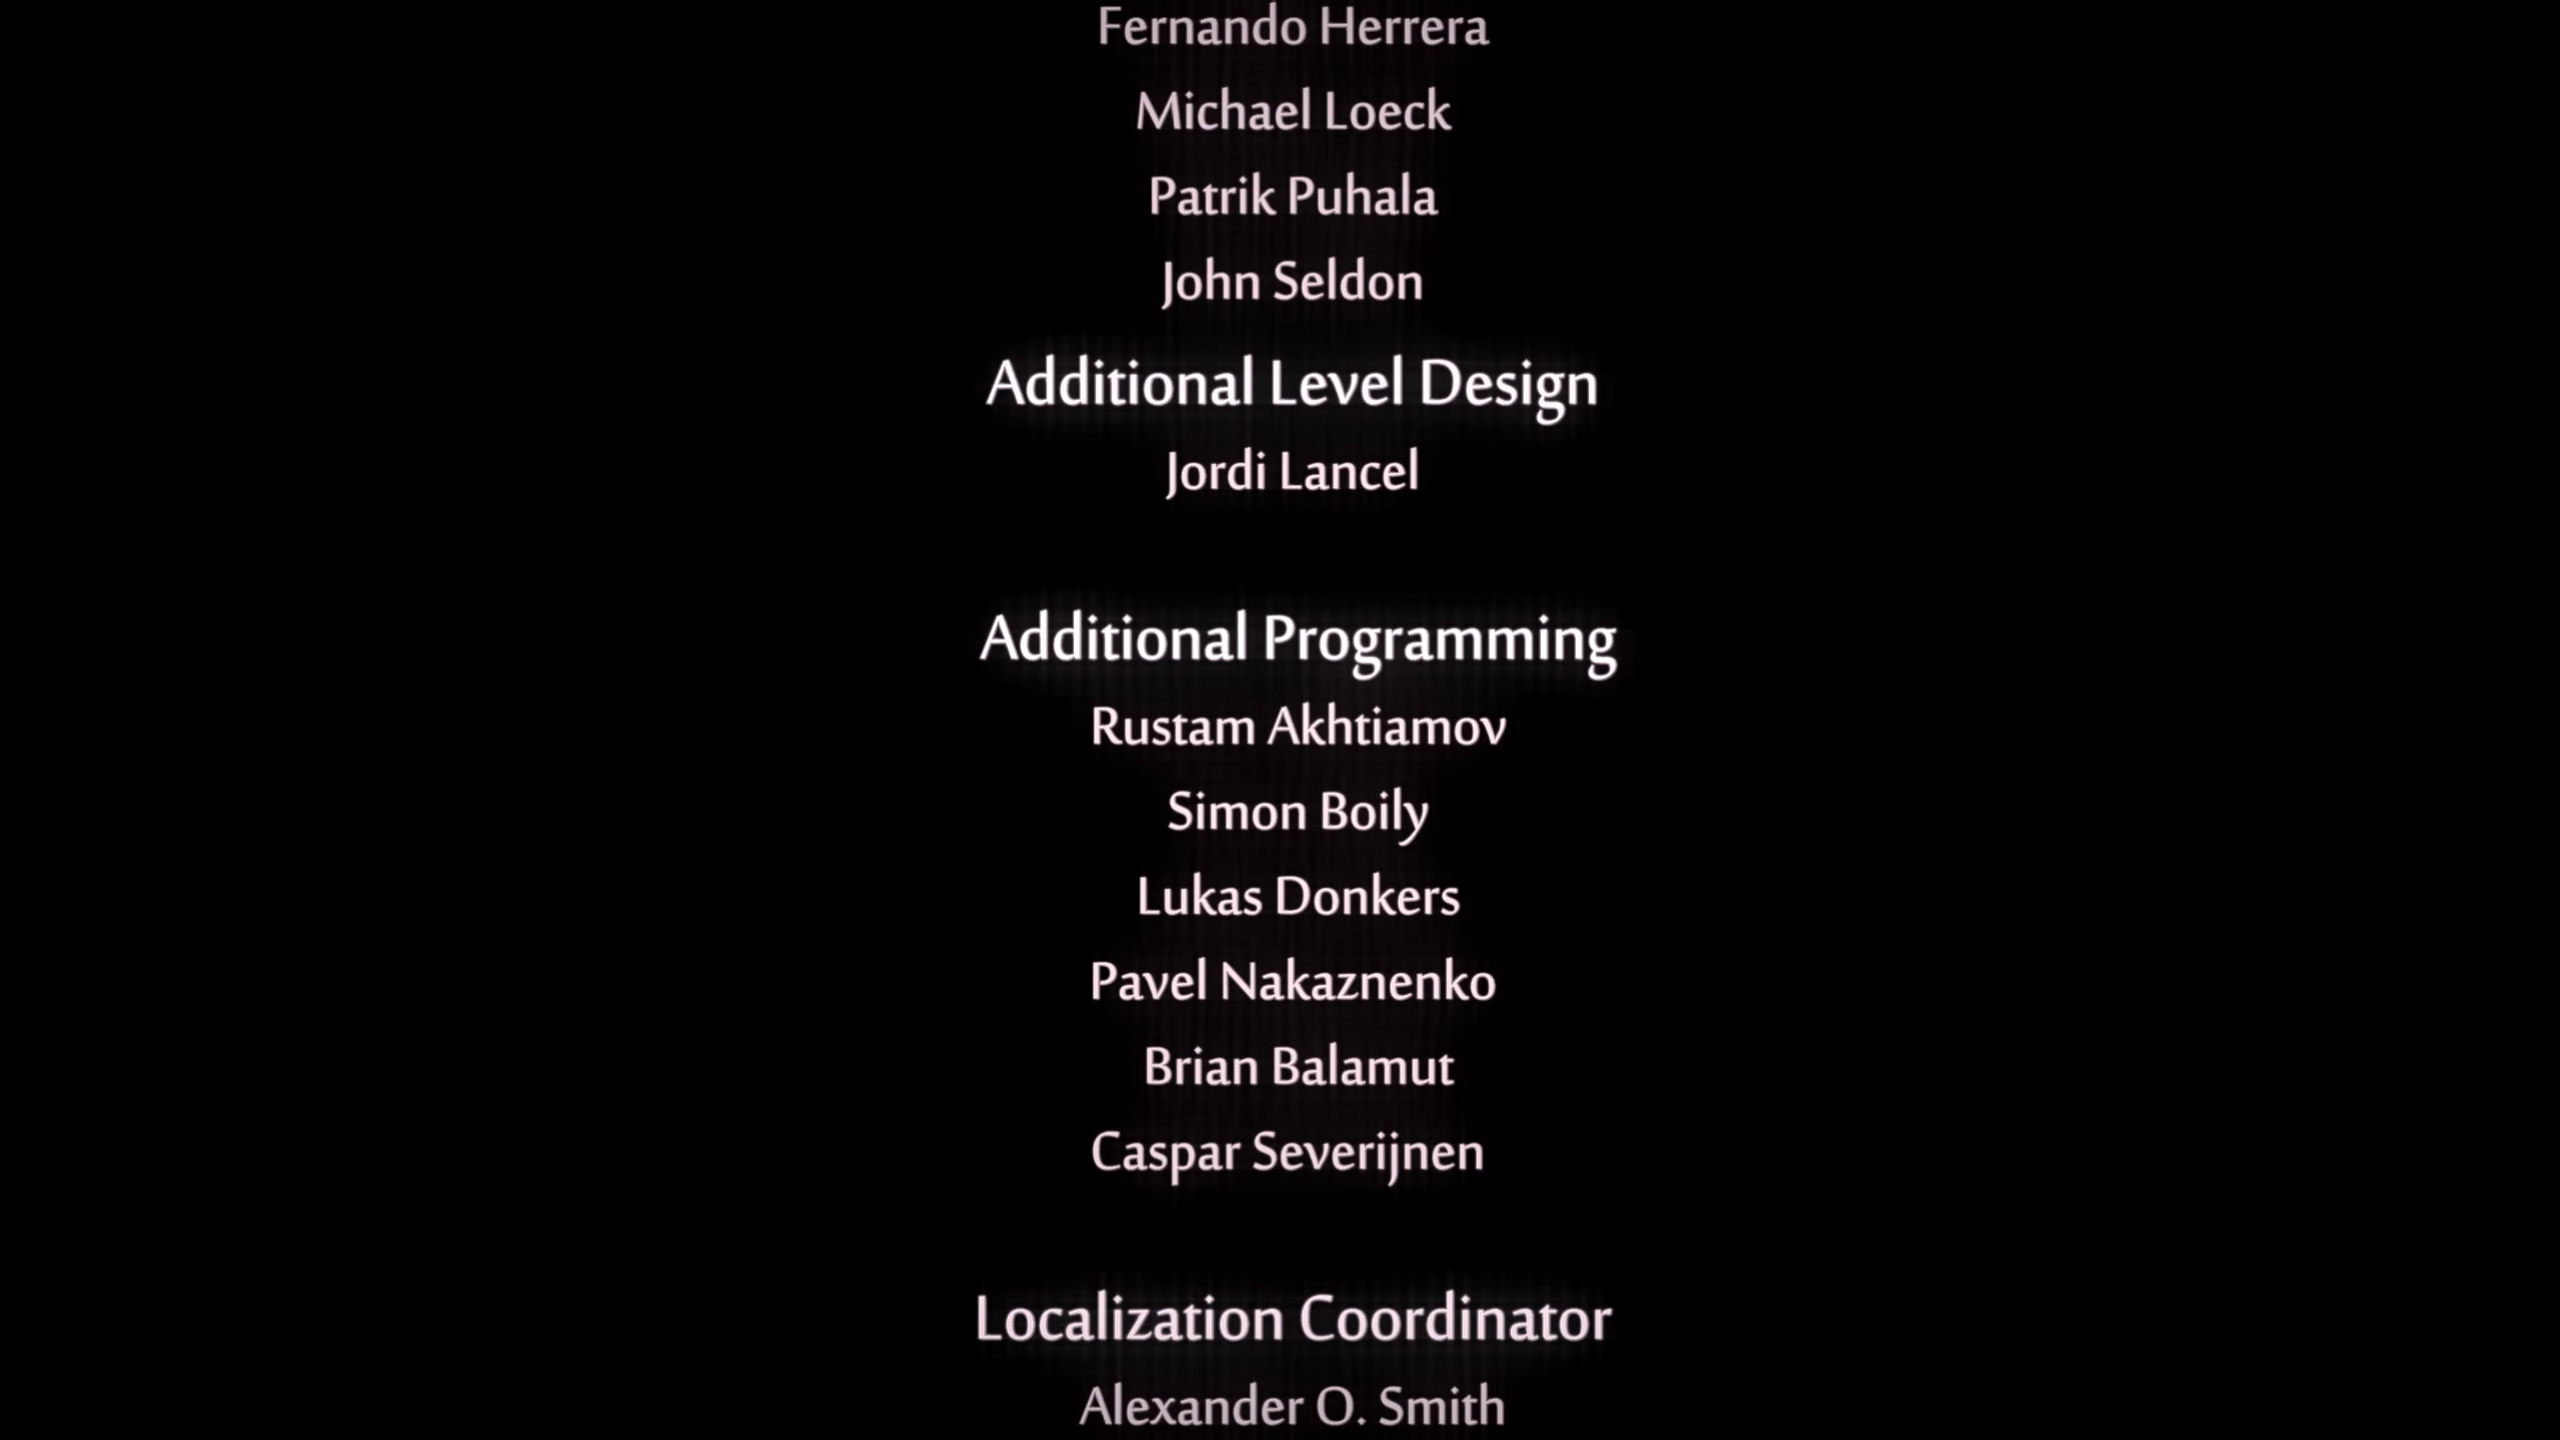 Fernando Herrera
Michael Loeck
Patrik Puhala
John Seldon
Additional Level Design
Jordi Lancel
Additional Programming
Rustam Akhtiamov
Simon Boily
Lukas Donkers
Pavel Nakaznenko
Brian Balamut
Caspar Severijnen
Localization Coordinator
Alexander O. Smith